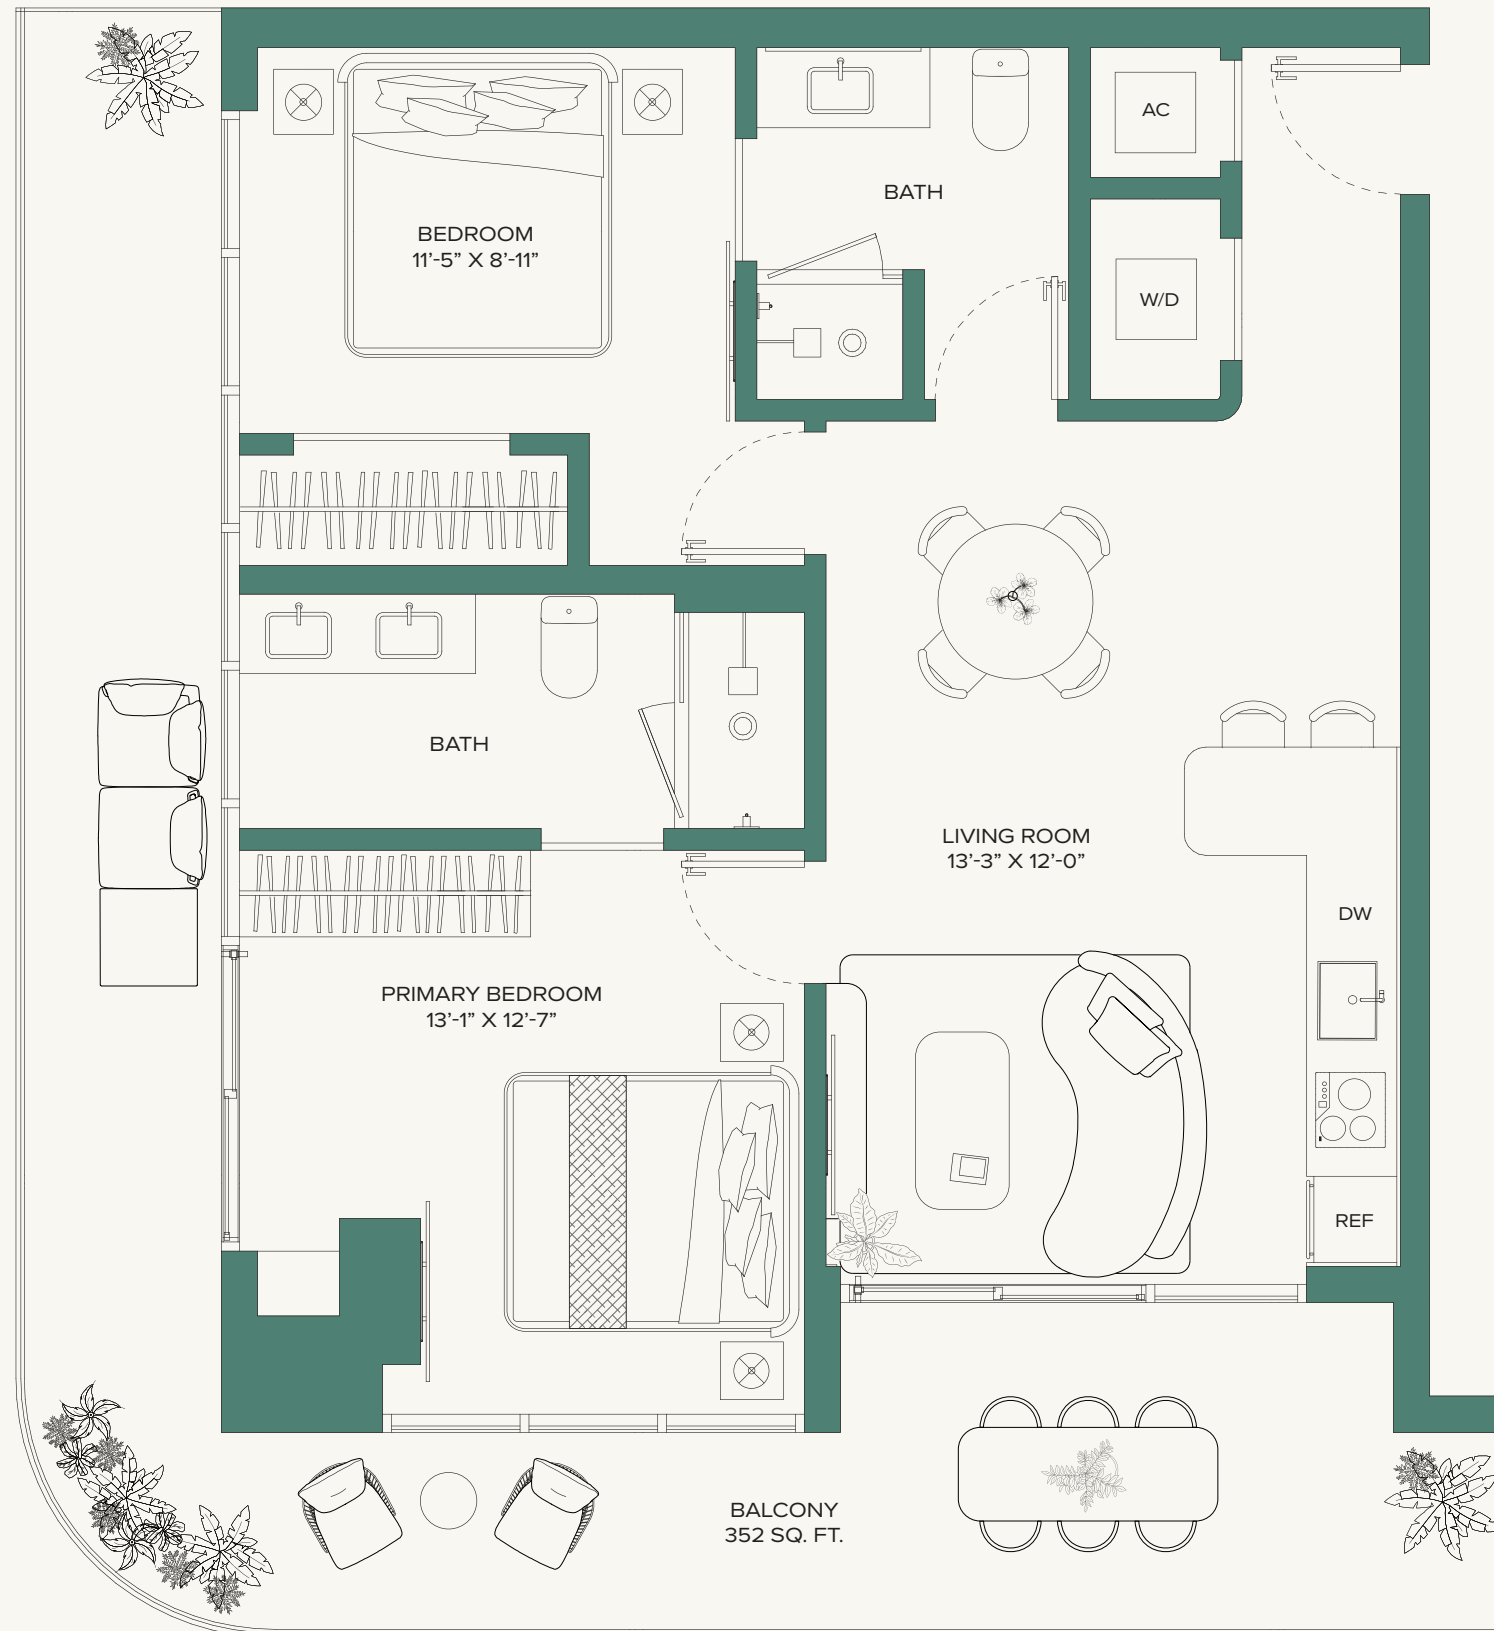 AC
BATH
BEDROOM
11'-5” X 8'-11”
W/D
BATH
LIVING ROOM
13'-3” X 12'-0”
DW
PRIMARY BEDROOM
13'-1” X 12'-7”
REF
BALCONY
352 SQ. FT.